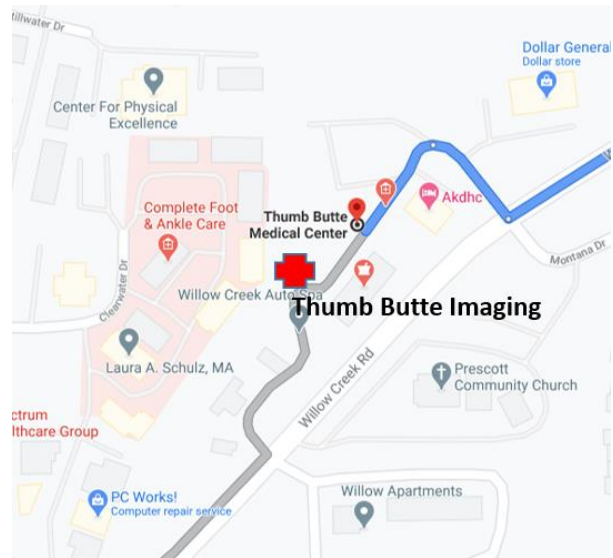 tillwater Dr
Dollar General
Dollar store
Center For Physical
Excellence
Akdhc
Complete Foot
& Ankle Care
Thumb Butte
Medical Center
Montana Dr
Clearwater Dr
Willow Creek Auto Spa
Thumb Butte Imaging
Laura A. Schulz, MA
Willow Creek Rd
Prescott
Community Church
ctrum
lthcare Group
PC Works!
Computer repair service
Willow Apartments